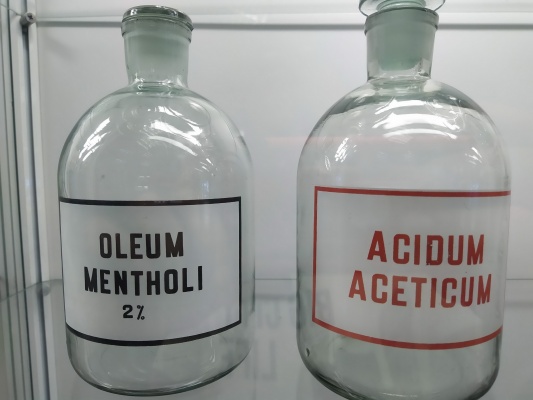 OLEUM
MENTHOLI
2%
ACIDUM
ACETICUM